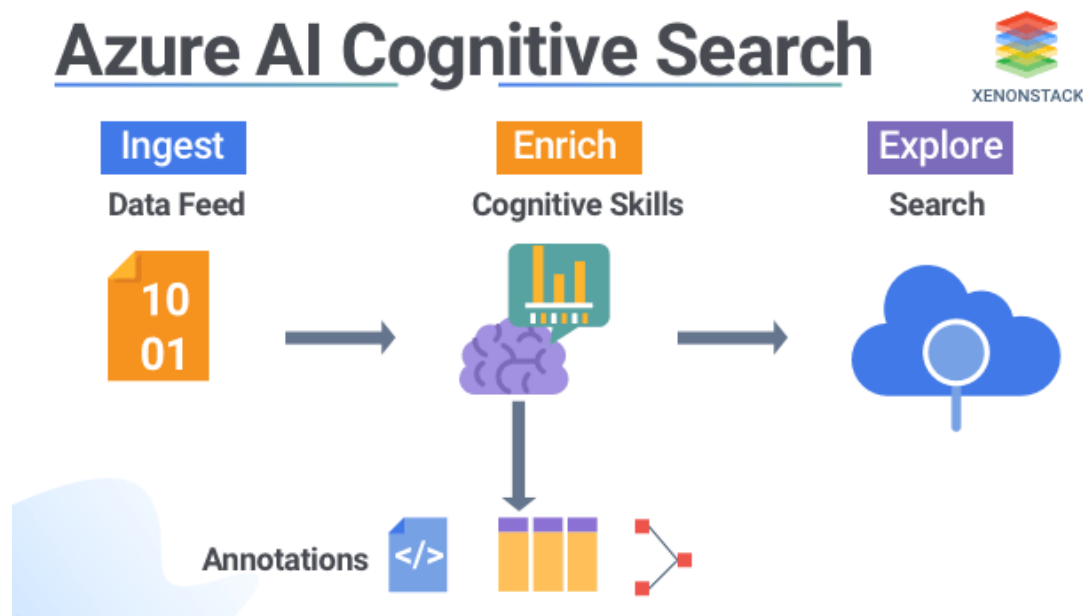 Azure AI Cognitive Search
XENONSTACK
Ingest
Enrich
Explore
Data Feed
Cognitive Skills
Search
10
01
Annotations
</>